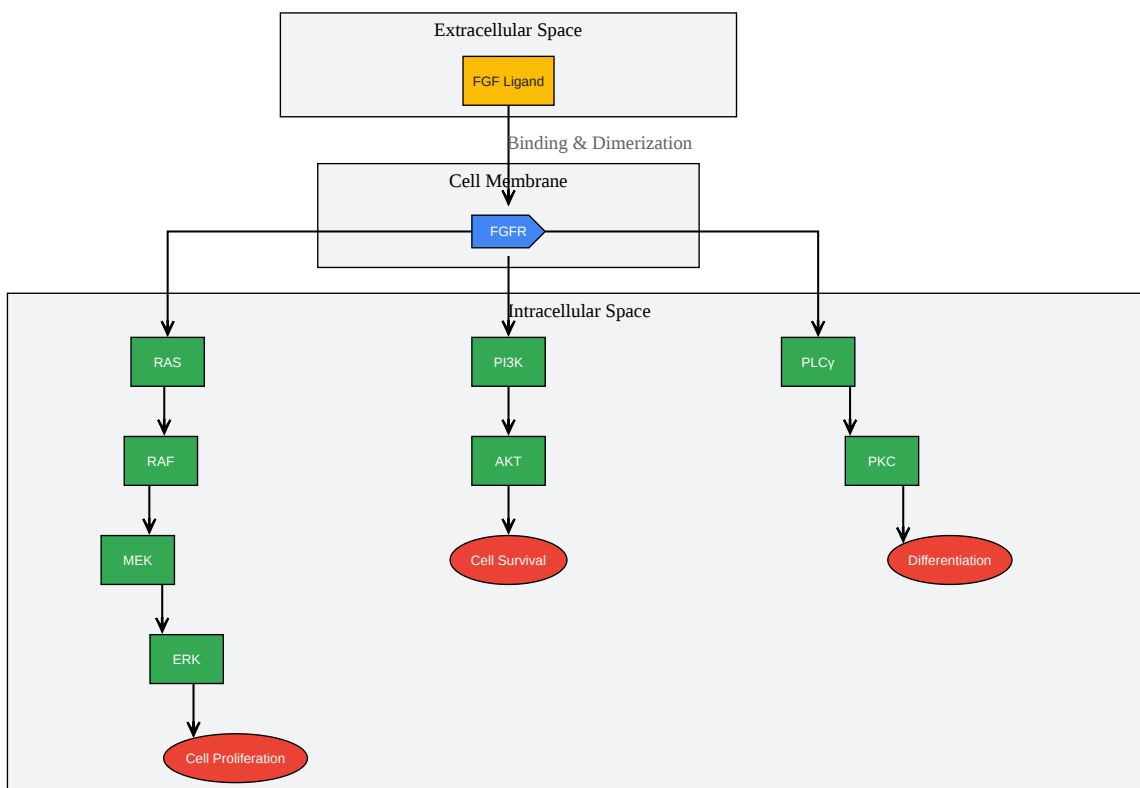 Extracellular Space
FGF Ligand
Binding & Dimerization
Cell Membrane
FGFR
Intracellular Space
RAS
PI3K
PLCγ
RAF
AKT
PKC
MEK
Cell Survival
Differentiation
ERK
Cell Proliferation